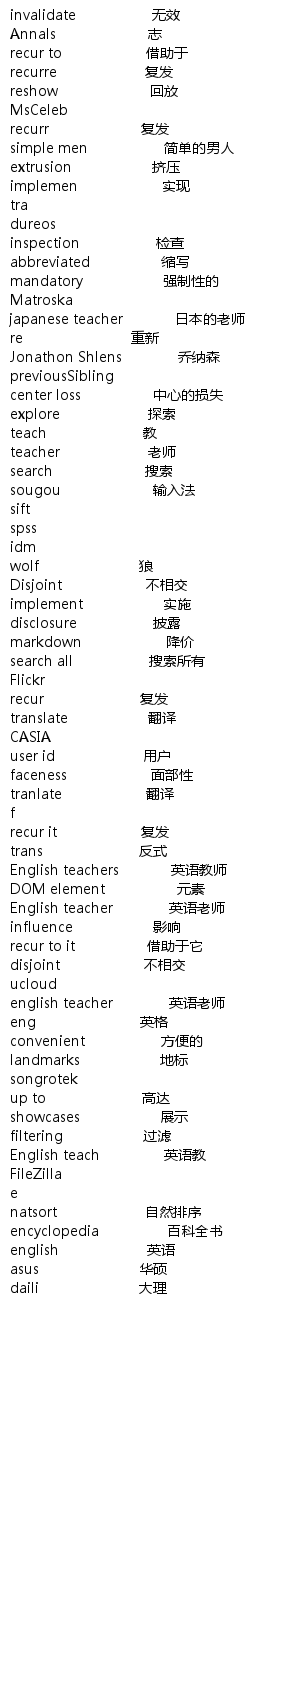 invalidate 无效
Annals 志
recur to 借助于
recurre 复发
reshow 回放
MsCeleb
recurr 复发
simple men 简单的男人
extrusion 挤压
implemen 实现
tra
dureos
inspection 检查
abbreviated 缩写
mandatory 强制性的
Matroska
japanese teacher 日本的老师
re 重新
Jonathon Shlens 乔纳森
previousSibling
center loss 中心的损失
explore 探索
teach 教
teacher 老师
search 搜索
sougou 输入法
sift
spss
idm
wolf 狼
Disjoint 不相交
implement 实施
disclosure 披露
markdown 降价
search all 搜索所有
Flickr
recur 复发
translate 翻译
CASIA
user id 用户
faceness 面部性
tranlate 翻译
f
recur it 复发
trans 反式
English teachers 英语教师
DOM element 元素
English teacher 英语老师
influence 影响
recur to it 借助于它
disjoint 不相交
ucloud
english teacher 英语老师
eng 英格
convenient 方便的
landmarks 地标
songrotek
up to 高达
showcases 展示
filtering 过滤
English teach 英语教
FileZilla
e
natsort 自然排序
encyclopedia 百科全书
english 英语
asus 华硕
daili 大理